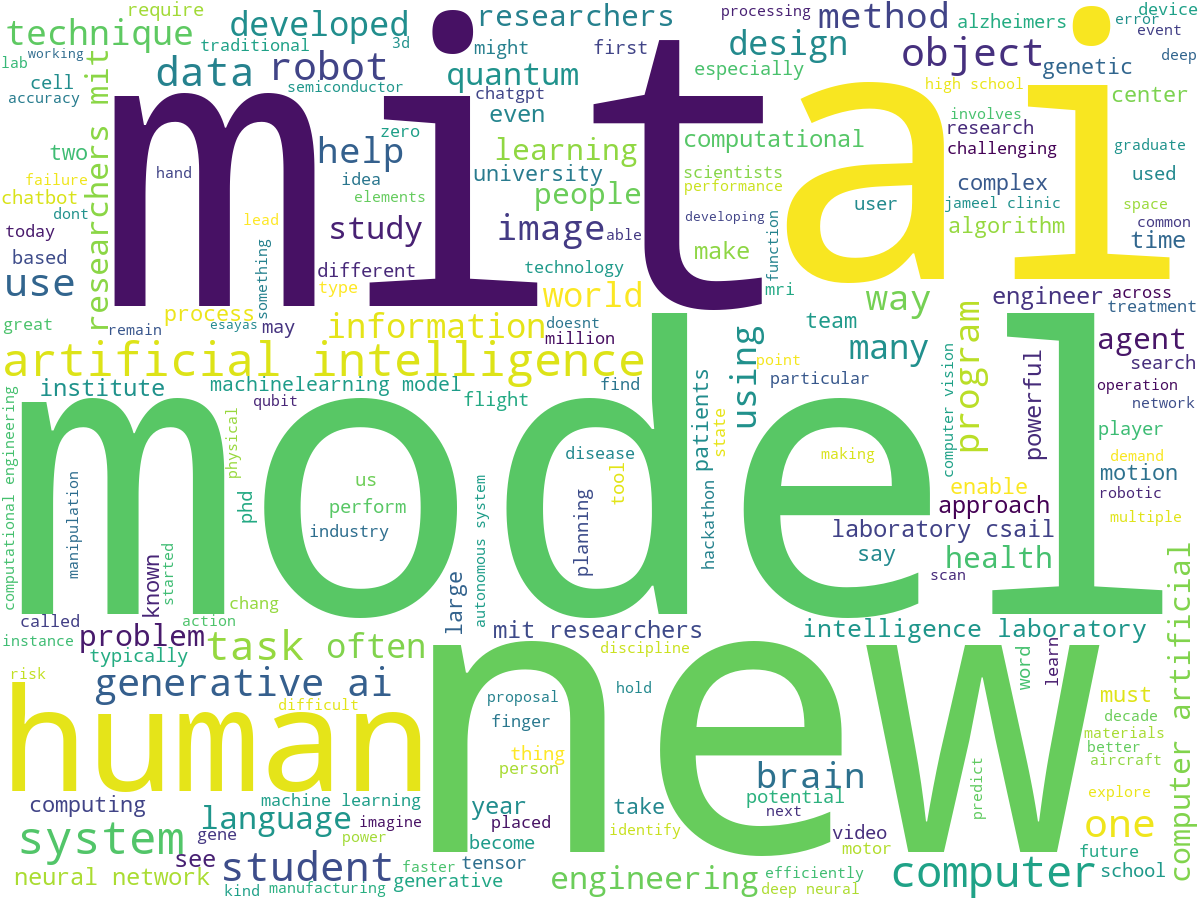 require
technique
developed
researchers
processing
method
alzheimers
device
error
event
working
lab
traditional
3d
might
first
design
object
deep
cell
data
robot
semiconductor
quantum
especially
genetic
accuracy
chatgpt
even
high school
center
researchers mit
mit
ai
zero
involves
research
two
help
learning
computational
challenging
graduate
failure
hand
idea
university
scientists
performance
used
chatbot
elements
people
complex
jameel clinic
dont
lead
study
image
able
developing
user
algorithm
space
common
today
something
function
time
based
different
technology
make
use
type
world
mri
way
engineer
across
process
may
treatment
great
remain
esayas
information
doesnt
million
team
agent
artificial intelligence
using
many
point
program
powerful
search
institute
machinelearning model
find
particular
computer vision
operation
network
qubit
flight
patients
state
player
model
computational engineering
physical
disease
making
demand
us
tool
motion
manipulation
phd
perform
autonomous system
planning
hackathon
enable
robotic
approach
multiple
industry
laboratory csail
known
started
say
health
scan
large
chang
computer artificial
called
action
problem
mit researchers
intelligence laboratory
instance
task
often
discipline
typically
new
word
learn
risk
generative ai
hold
must
human
difficult
proposal
decade
finger
materials
better
thing
aircraft
person
brain
predict
computing
machine learning
year
take
potential
explore
language
placed
next
one
system
gene
imagine
identify
video
power
become
motor
future
see
student
tensor
computer
school
neural network
faster
efficiently
kind
manufacturing
generative
engineering
deep neural